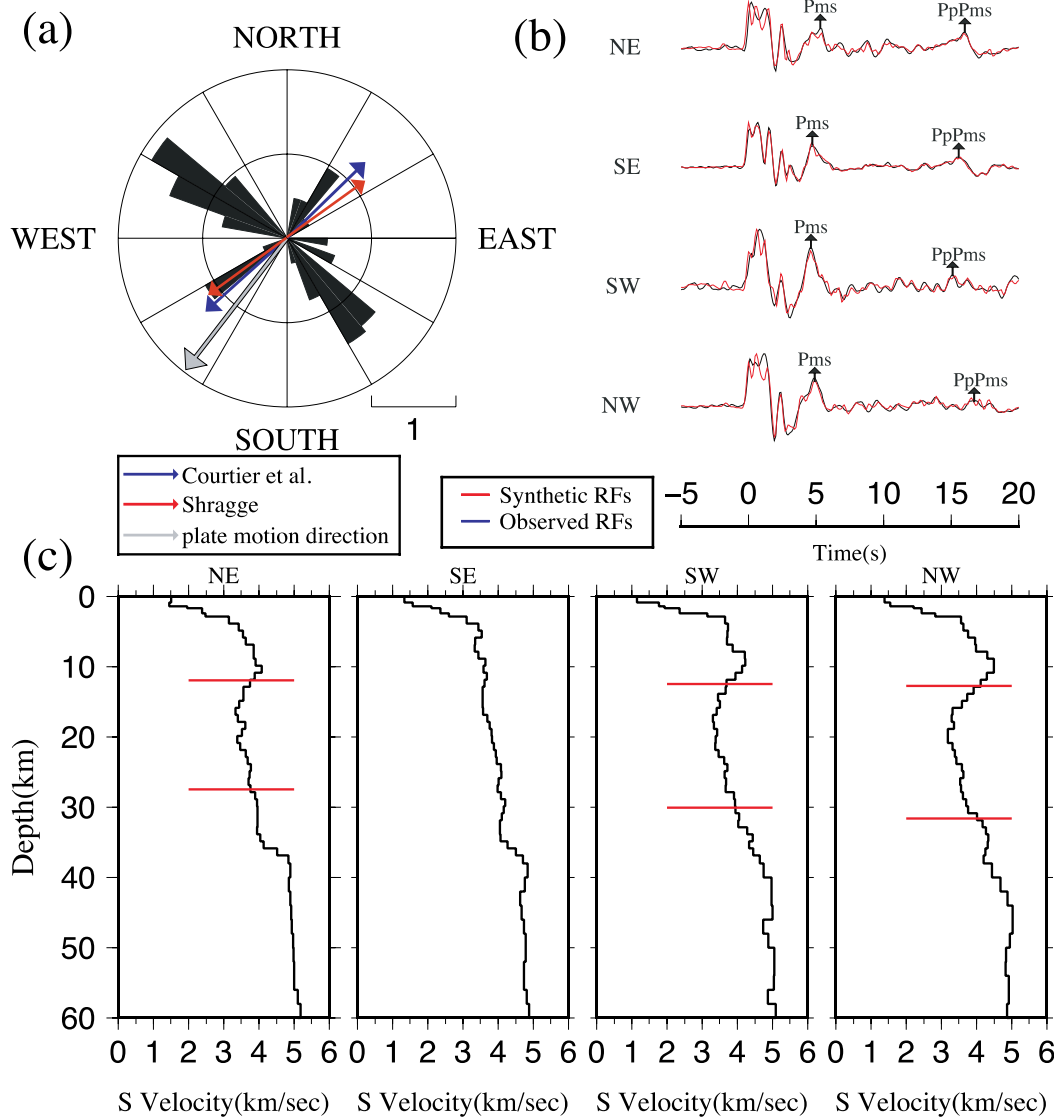 (a)
NORTH
WEST
EAST
SOUTH
1
Courtier et al.
Shragge
plate motion direction
(b)
NE
Pms
PpPms
SE
Pms
PpPms
SW
Pms
PpPms
NW
Pms
PpPms
Synthetic RFs
Observed RFs
−5 0 5 10 15 20
Time(s)
(c)
NE SE SW NW
0
10
20
30
40
50
60
Depth(km)
0 1 2 3 4 5 6 0 1 2 3 4 5 6 0 1 2 3 4 5 6 0 1 2 3 4 5 6
S Velocity(km/sec) S Velocity(km/sec) S Velocity(km/sec) S Velocity(km/sec)